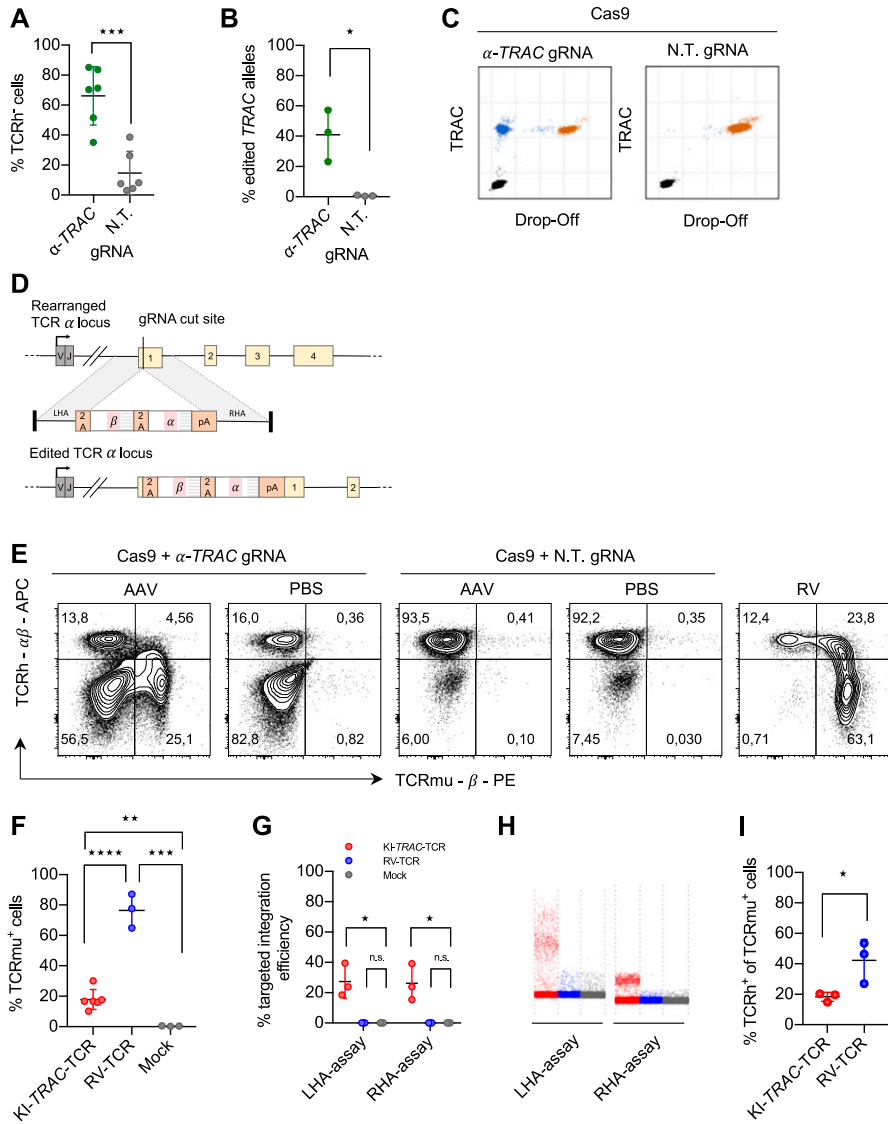 A
★★★
100
80
60
40
20
0
% TCRh- cells
α-TRAC
N.T.
gRNA
B
★
100
80
60
40
20
0
% edited TRAC alleles
α-TRAC
N.T.
gRNA
C
Cas9
α-TRAC gRNA
N.T. gRNA
TRAC
TRAC
Drop-Off
Drop-Off
D
Rearranged
TCR α locus
gRNA cut site
V J
1
2
3
4
LHA
2A
β
2A
α
pA
RHA
Edited TCR α locus
V J
2A
β
2A
α
pA
1
2
E
Cas9 + α-TRAC gRNA
Cas9 + N.T. gRNA
AAV
PBS
AAV
PBS
RV
13,8 4,56
16,0 0,36
93,5 0,41
92,2 0,35
12,4 23,8
56,5 25,1
82,8 0,82
6,00 0,10
7,45 0,030
0,71 63,1
TCRh - αβ - APC
TCRmu - β - PE
F
★★
★★★★ ★★★
100
80
60
40
20
0
% TCRmu+ cells
KI-TRAC-TCR
RV-TCR
Mock
G
KI-TRAC-TCR
RV-TCR
Mock
★ ★
n.s. n.s.
100
80
60
40
20
0
% targeted integration
efficiency
LHA-assay
RHA-assay
H
LHA-assay
RHA-assay
I
★
100
80
60
40
20
0
% TCRh+ of TCRmu+ cells
KI-TRAC-TCR
RV-TCR